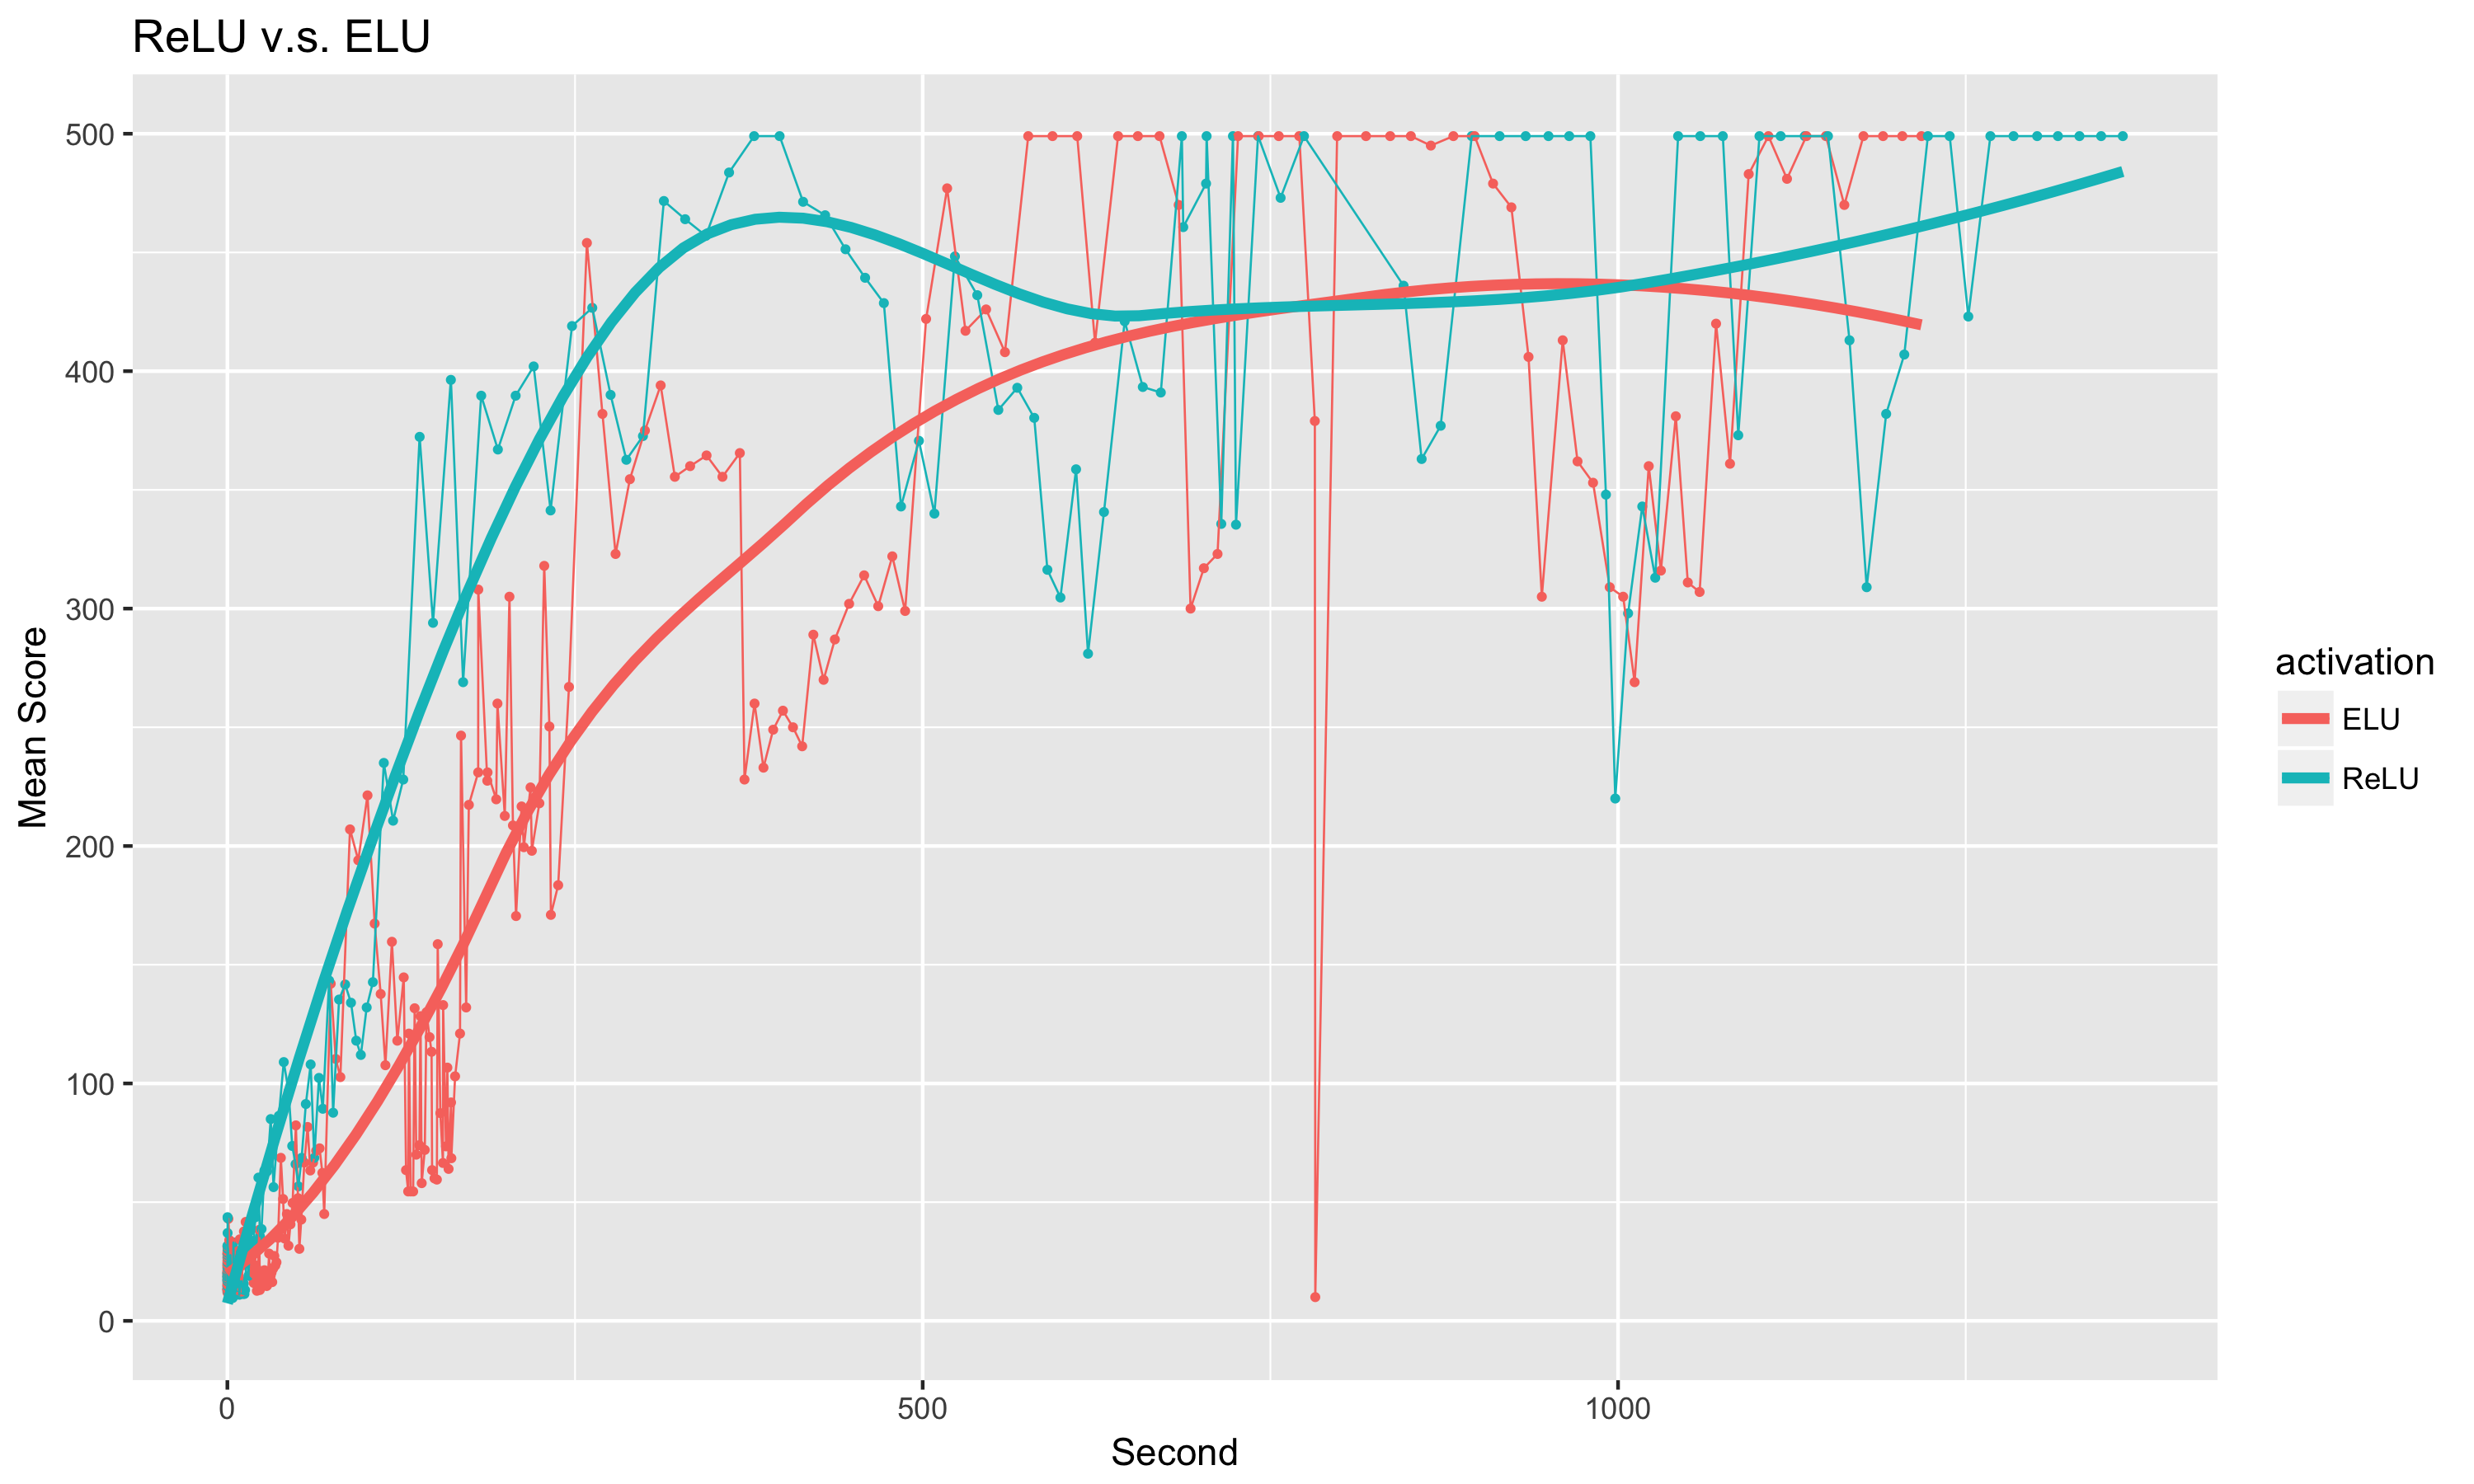 ReLU v.s. ELU
Mean Score
500
400
300
200
100
0
0 500 1000
Second
activation
ELU
ReLU